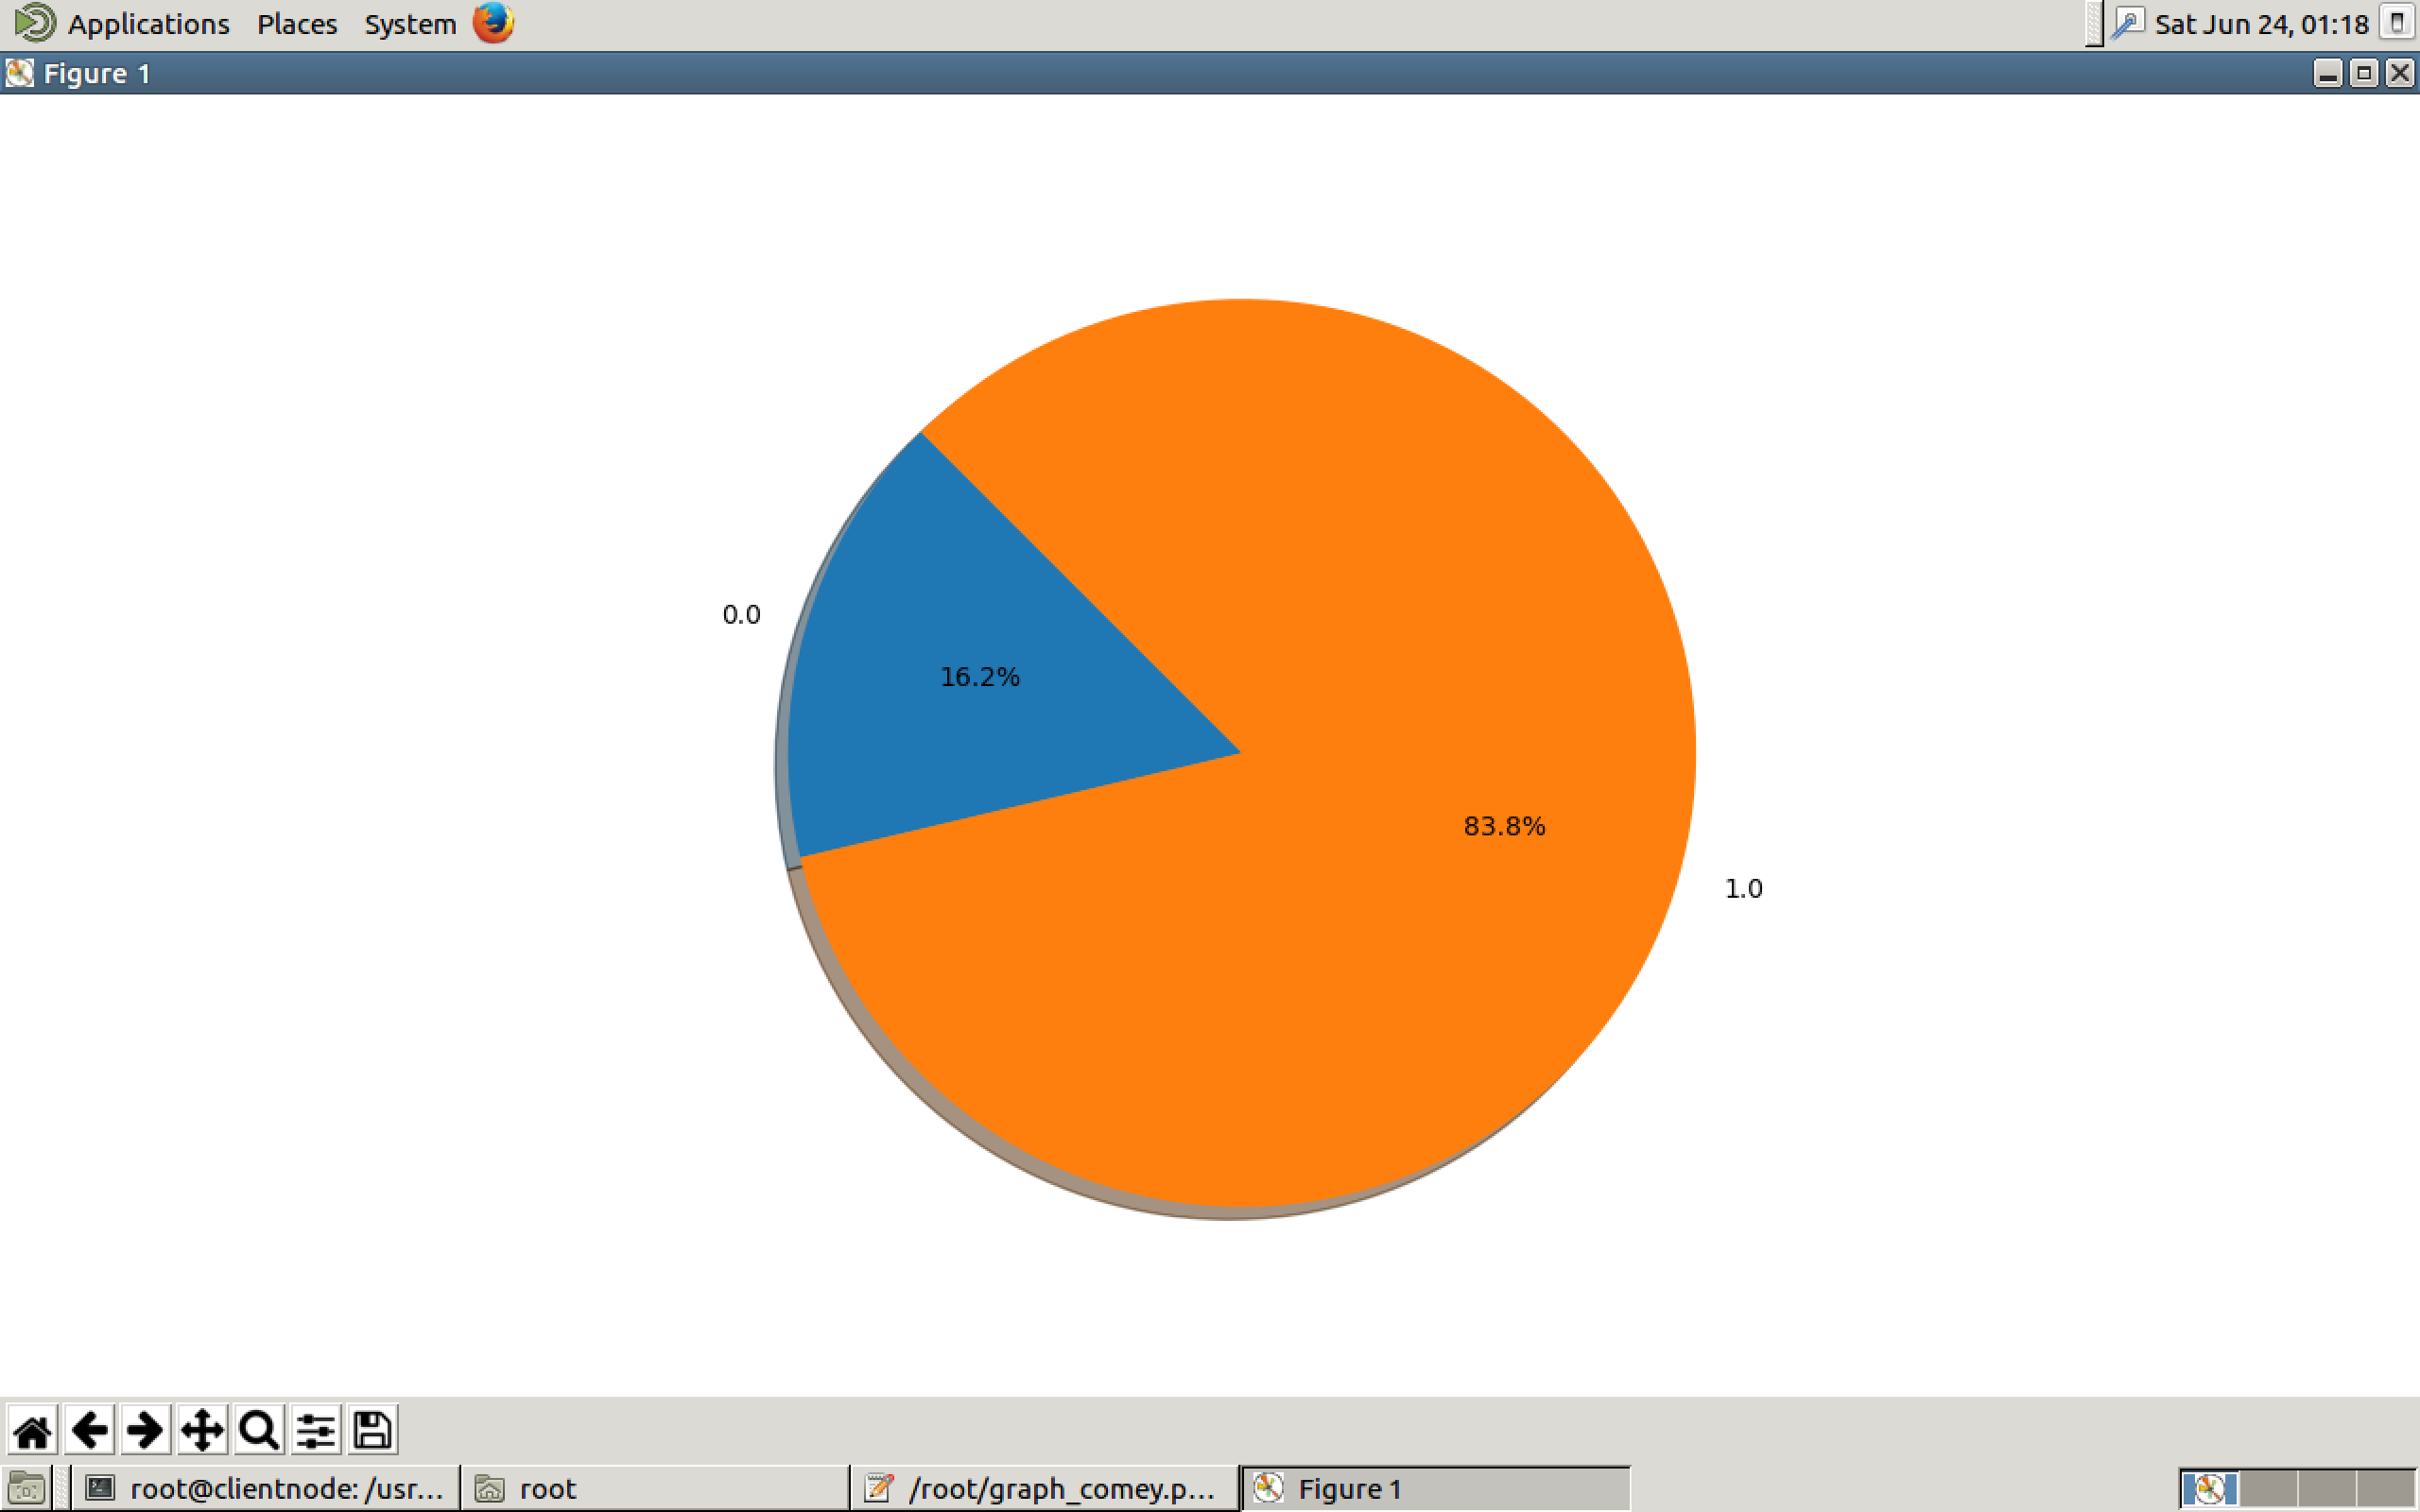 Applications Places System
Sat Jun 24, 01:18
Figure 1
0.0
16.2%
83.8%
1.0
root@clientnode: /usr...
root
/root/graph_comey.p...
Figure 1